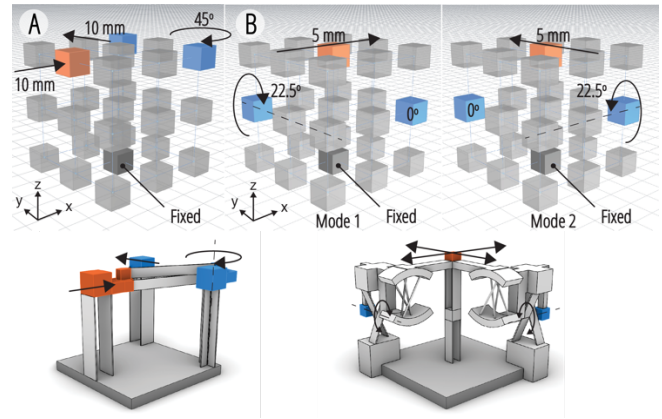 A
10 mm
45º
10 mm
z
y
x
Fixed
B
5 mm
22.5º
0º
z
y
x
Mode 1
Fixed
5 mm
22.5º
0º
Mode 2
Fixed